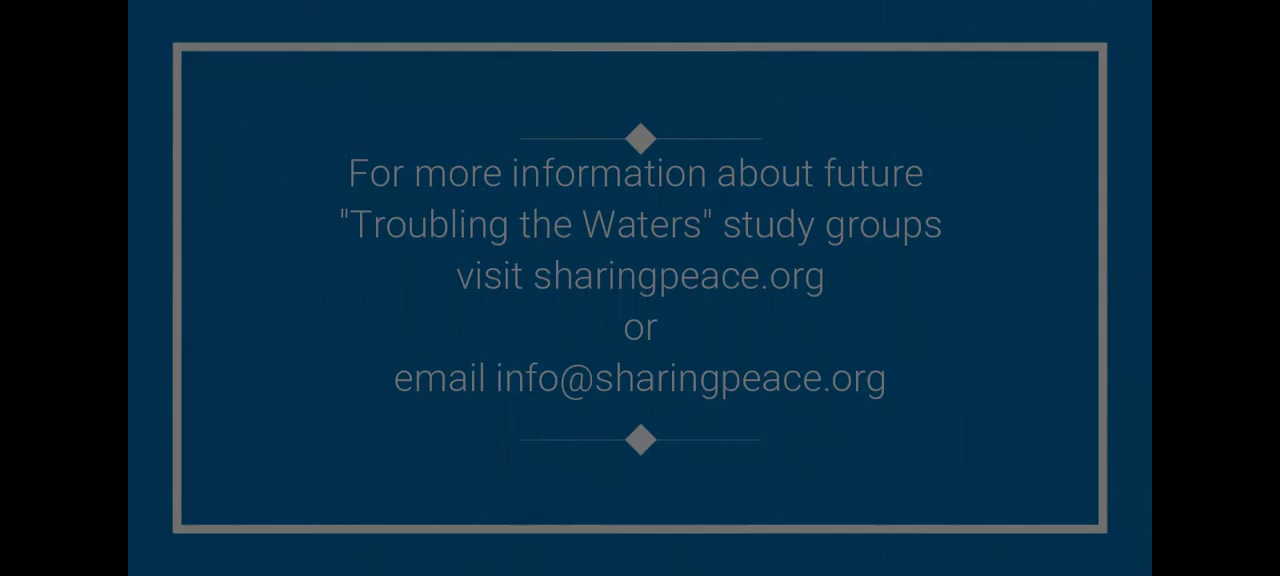 For more information about future
"Troubling the Waters" study groups
visit sharingpeace.org
or
email info@sharingpeace.org